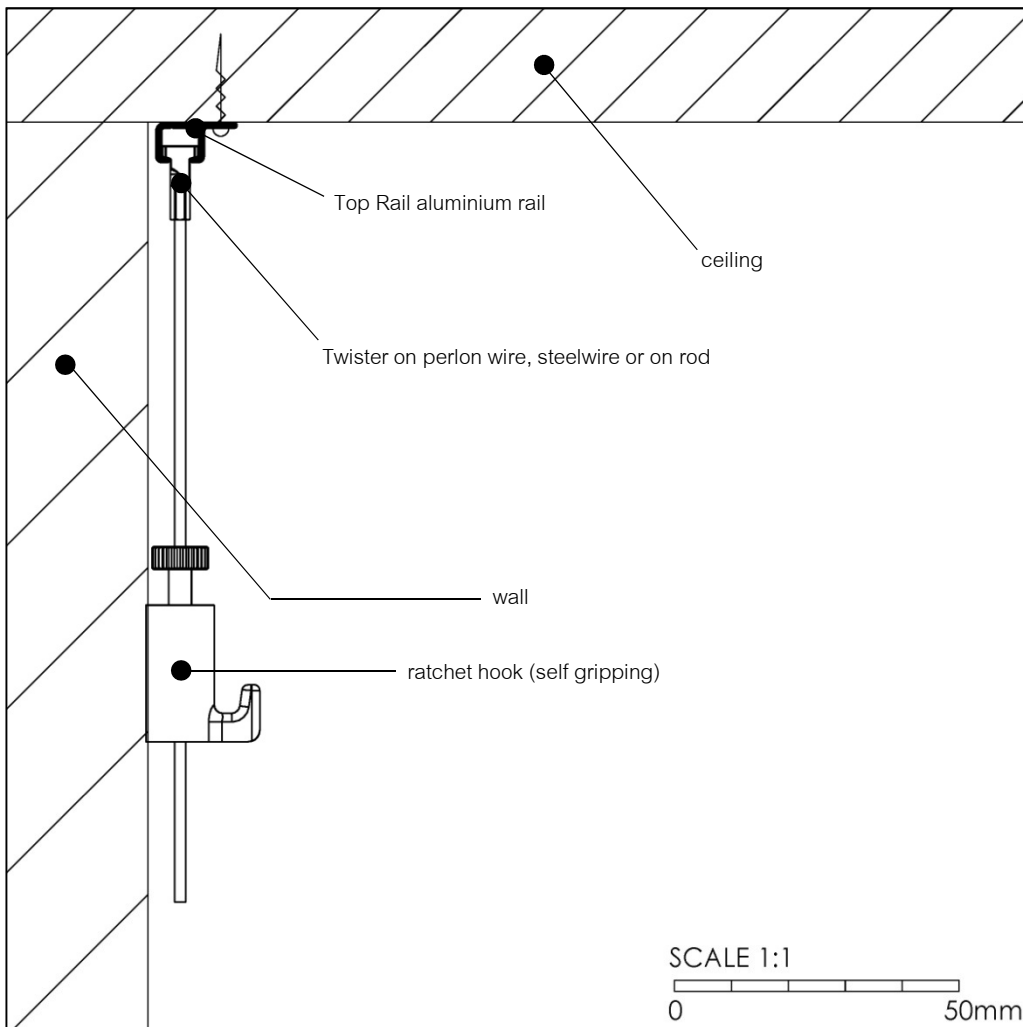 Top Rail aluminium rail
ceiling
Twister on perlon wire, steelwire or on rod
wall
ratchet hook (self gripping)
SCALE 1:1
0 50mm